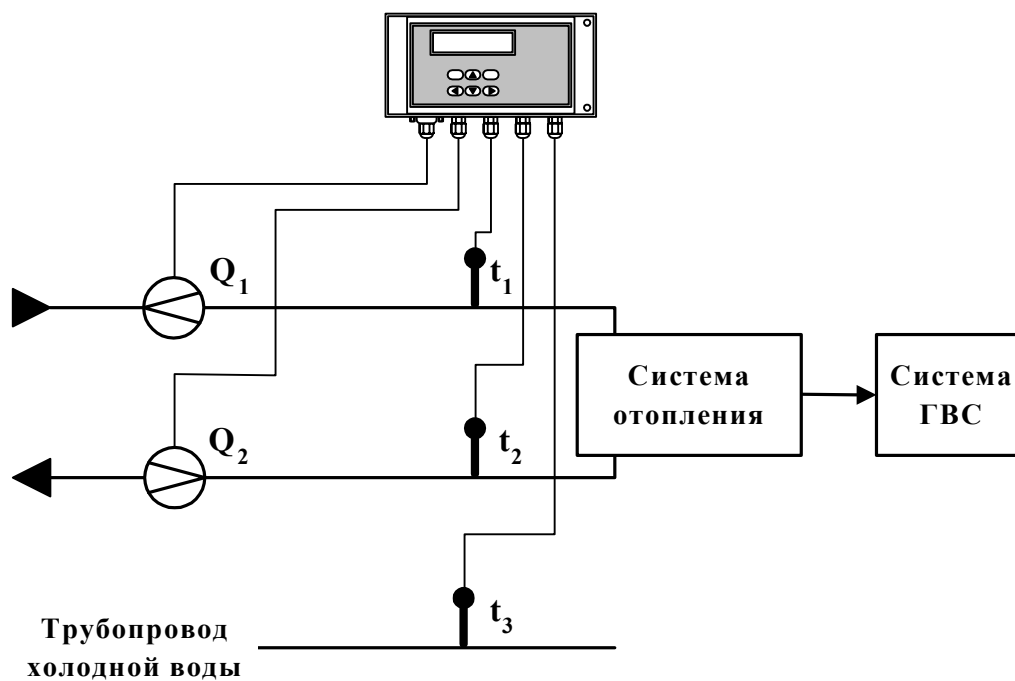 Q1
t1
Система
отопления
Система
ГВС
Q2
t2
t3
Трубопровод
холодной воды